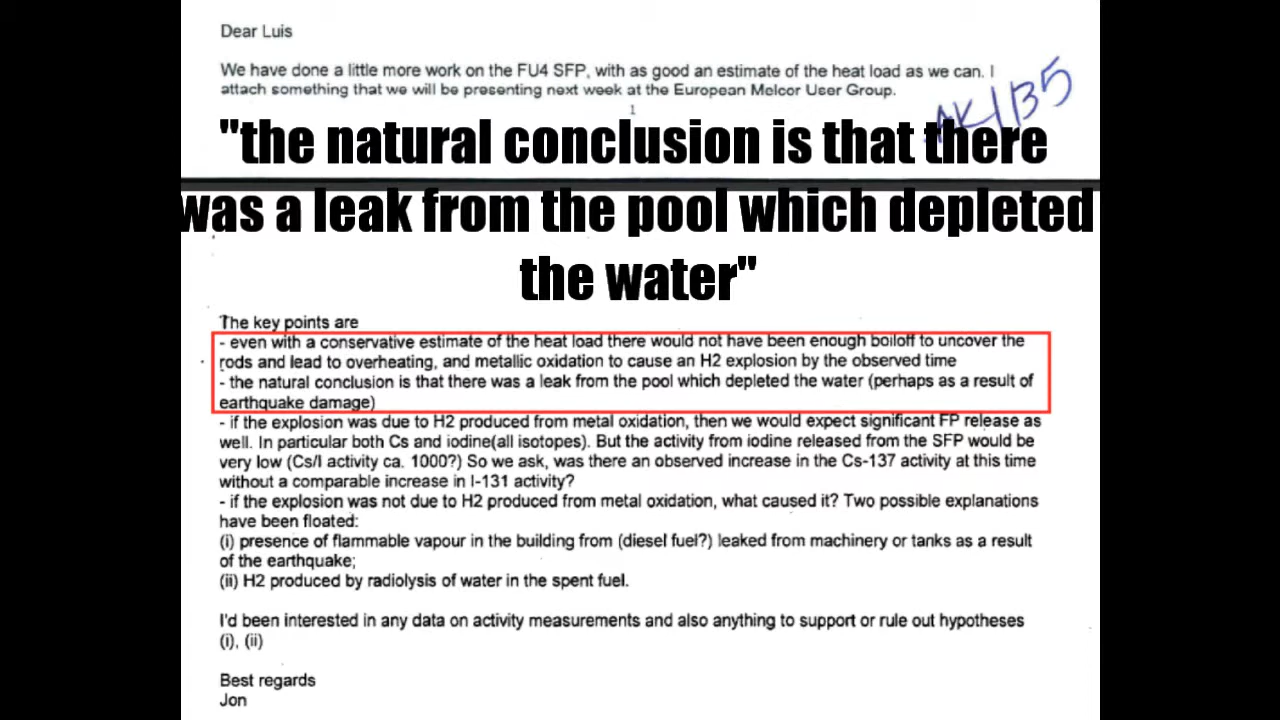 Dear Luis
We have done a little more work on the FU4 SFP, with as good an estimate of the heat load as we can. I
attach something that we will be presenting next week at the European Melcor User Group.
1
AK/B5
"the natural conclusion is that there
was a leak from the pool which depleted
the water"
The key points are
- even with a conservative estimate of the heat load there would not have been enough boiloff to uncover the
rods and lead to overheating, and metallic oxidation to cause an H2 explosion by the observed time
- the natural conclusion is that there was a leak from the pool which depleted the water (perhaps as a result of
earthquake damage)
- if the explosion was due to H2 produced from metal oxidation, then we would expect significant FP release as
well. In particular both Cs and iodine(all isotopes). But the activity from iodine released from the SFP would be
very low (Cs/I activity ca. 1000?) So we ask, was there an observed increase in the Cs-137 activity at this time
without a comparable increase in I-131 activity?
- if the explosion was not due to H2 produced from metal oxidation, what caused it? Two possible explanations
have been floated:
(i) presence of flammable vapour in the building from (diesel fuel?) leaked from machinery or tanks as a result
of the earthquake;
(ii) H2 produced by radiolysis of water in the spent fuel.
I'd been interested in any data on activity measurements and also anything to support or rule out hypotheses
(i), (ii)
Best regards
Jon